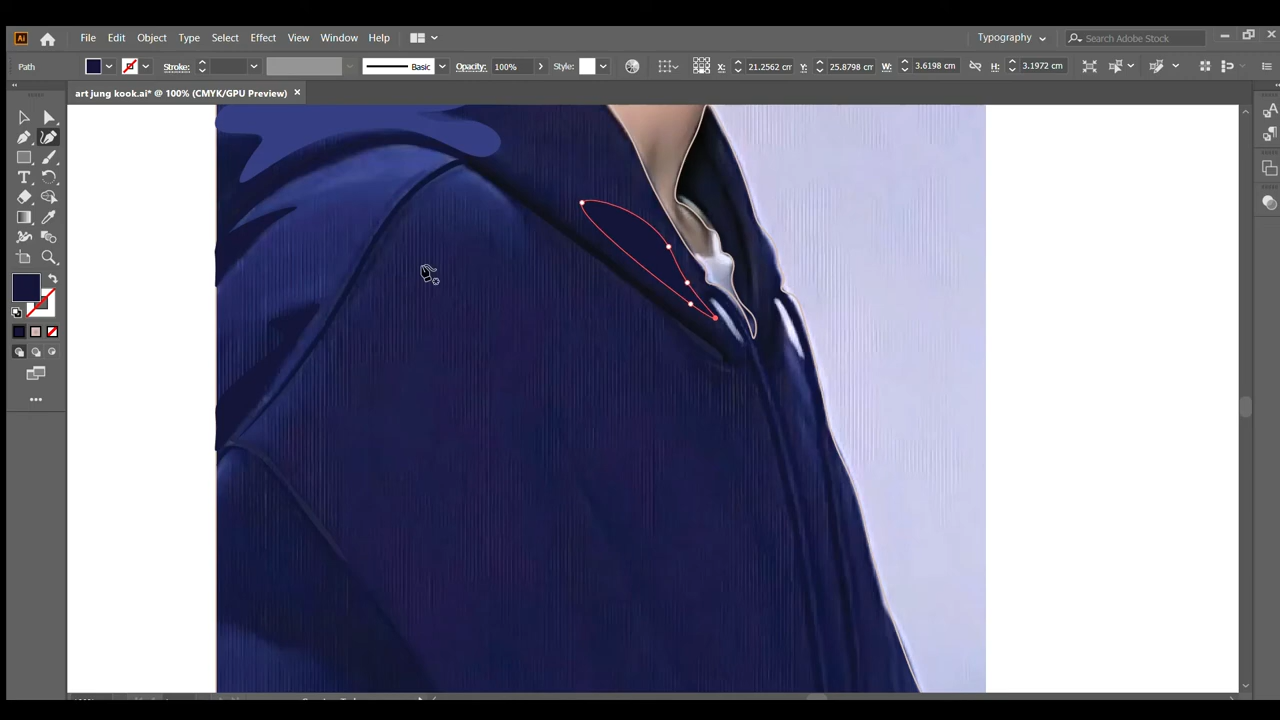 Ai File Edit Object Type Select Effect View Window Help Typography Search Adobe Stock
Path Stroke: Basic Opacity: 100% Style: X: 21.2562 cm Y: 25.8798 cm W: 3.6198 cm H: 3.1972 cm
art jung kook.ai* @ 100% (CMYK/GPU Preview)